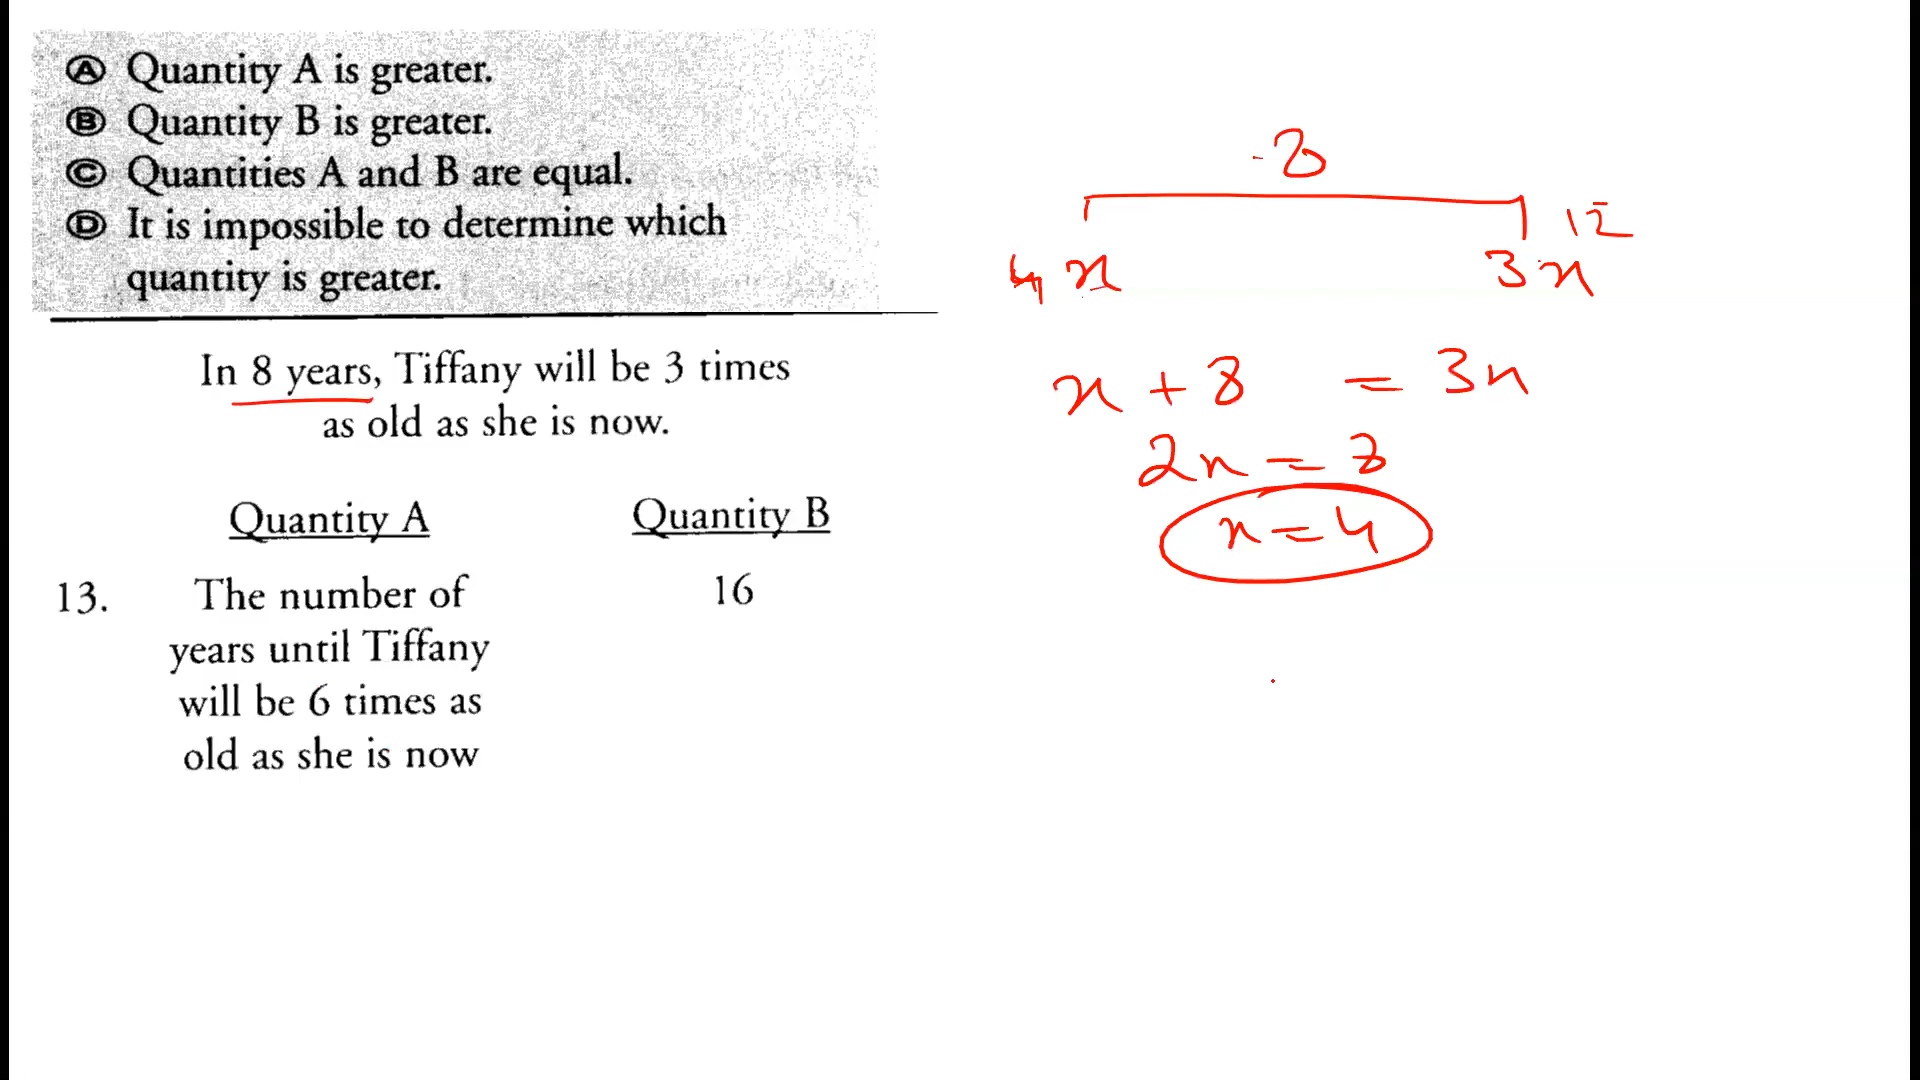 Ⓐ Quantity A is greater.
Ⓑ Quantity B is greater.
Ⓒ Quantities A and B are equal.
Ⓓ It is impossible to determine which
quantity is greater.
In 8 years, Tiffany will be 3 times
as old as she is now.
Quantity A Quantity B
13. The number of 16
years until Tiffany
will be 6 times as
old as she is now
8
12
4 x 3x
x + 8 = 3x
2x = 8
x = 4